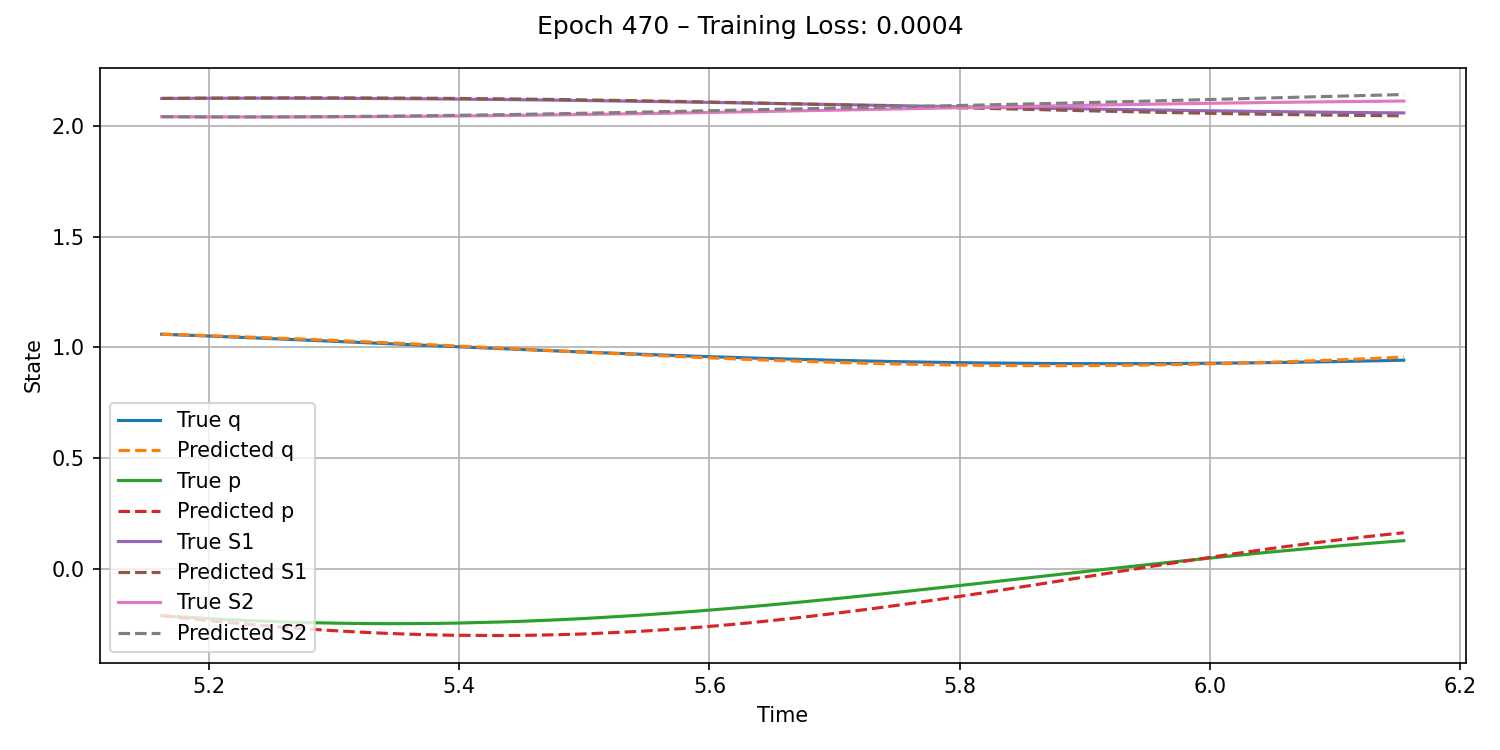 Epoch 470 – Training Loss: 0.0004
2.0
1.5
1.0
0.5
0.0
State
True q
Predicted q
True p
Predicted p
True S1
Predicted S1
True S2
Predicted S2
5.2 5.4 5.6 5.8 6.0 6.2
Time